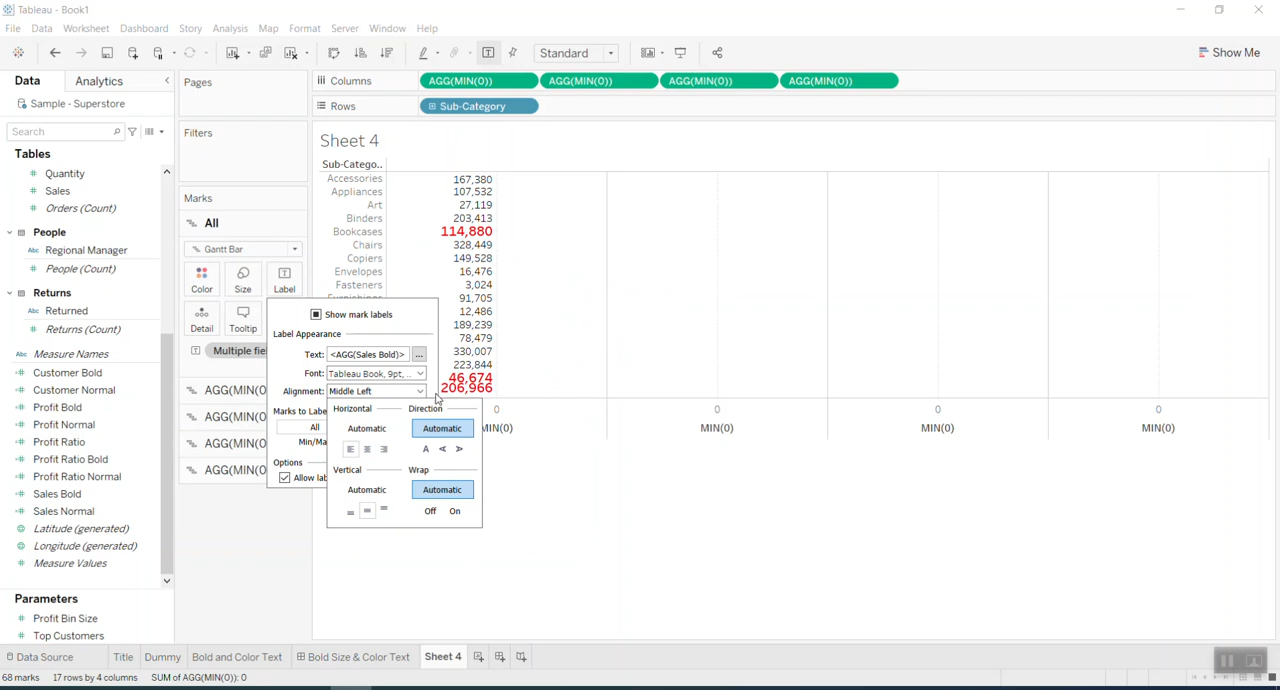 Tableau - Book1
File Data Worksheet Dashboard Story Analysis Map Format Server Window Help
Standard
Show Me
Data Analytics
Sample - Superstore
Search
Tables
Quantity
Sales
Orders (Count)
People
Abc Regional Manager
People (Count)
Returns
Abc Returned
Returns (Count)
Abc Measure Names
Customer Bold
Customer Normal
Profit Bold
Profit Normal
Profit Ratio
Profit Ratio Bold
Profit Ratio Normal
Sales Bold
Sales Normal
Latitude (generated)
Longitude (generated)
Measure Values
Parameters
Profit Bin Size
Top Customers
Pages
Filters
Marks
All
Gantt Bar
Color Size Label
Detail Tooltip
Multiple fiel
AGG(MIN(0
AGG(MIN(0
AGG(MIN(0
AGG(MIN(0
Columns AGG(MIN(0)) AGG(MIN(0)) AGG(MIN(0)) AGG(MIN(0))
Rows Sub-Category
Sheet 4
Sub-Catego..
Accessories 167,380
Appliances 107,532
Art 27,119
Binders 203,413
Bookcases 114,880
Chairs 328,449
Copiers 149,528
Envelopes 16,476
Fasteners 3,024
Furnishings 91,705
12,486
189,239
78,479
330,007
223,844
46,674
206,966
0 0 0 0
MIN(0) MIN(0) MIN(0) MIN(0)
Show mark labels
Label Appearance
Text: <AGG(Sales Bold)> ...
Font: Tableau Book, 9pt, ..
Alignment: Middle Left
Marks to Labe
All
Min/Ma
Options
Allow lab
Horizontal Direction
Automatic Automatic
A A A
Vertical Wrap
Automatic Automatic
Off On
Data Source Title Dummy Bold and Color Text Bold Size & Color Text Sheet 4
68 marks 17 rows by 4 columns SUM of AGG(MIN(0)): 0